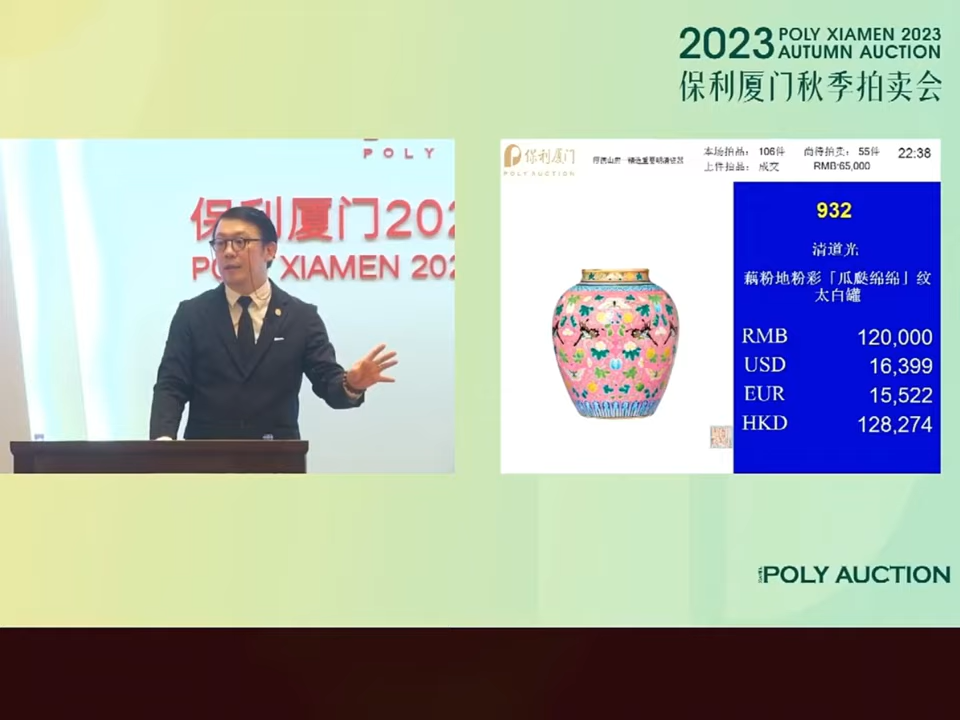 2023 POLY XIAMEN 2023
AUTUMN AUCTION
保利厦门秋季拍卖会
POLY
保利厦门202
PO XIAMEN 202
保利厦门
POLY AUCTION
本场拍品: 106件 尚待拍卖: 55件 22:38
上件拍品: 成交 RMB:65,000
932
清道光
藕粉地粉彩「瓜瓞绵绵」纹
太白罐
RMB 120,000
USD 16,399
EUR 15,522
HKD 128,274
POLY AUCTION